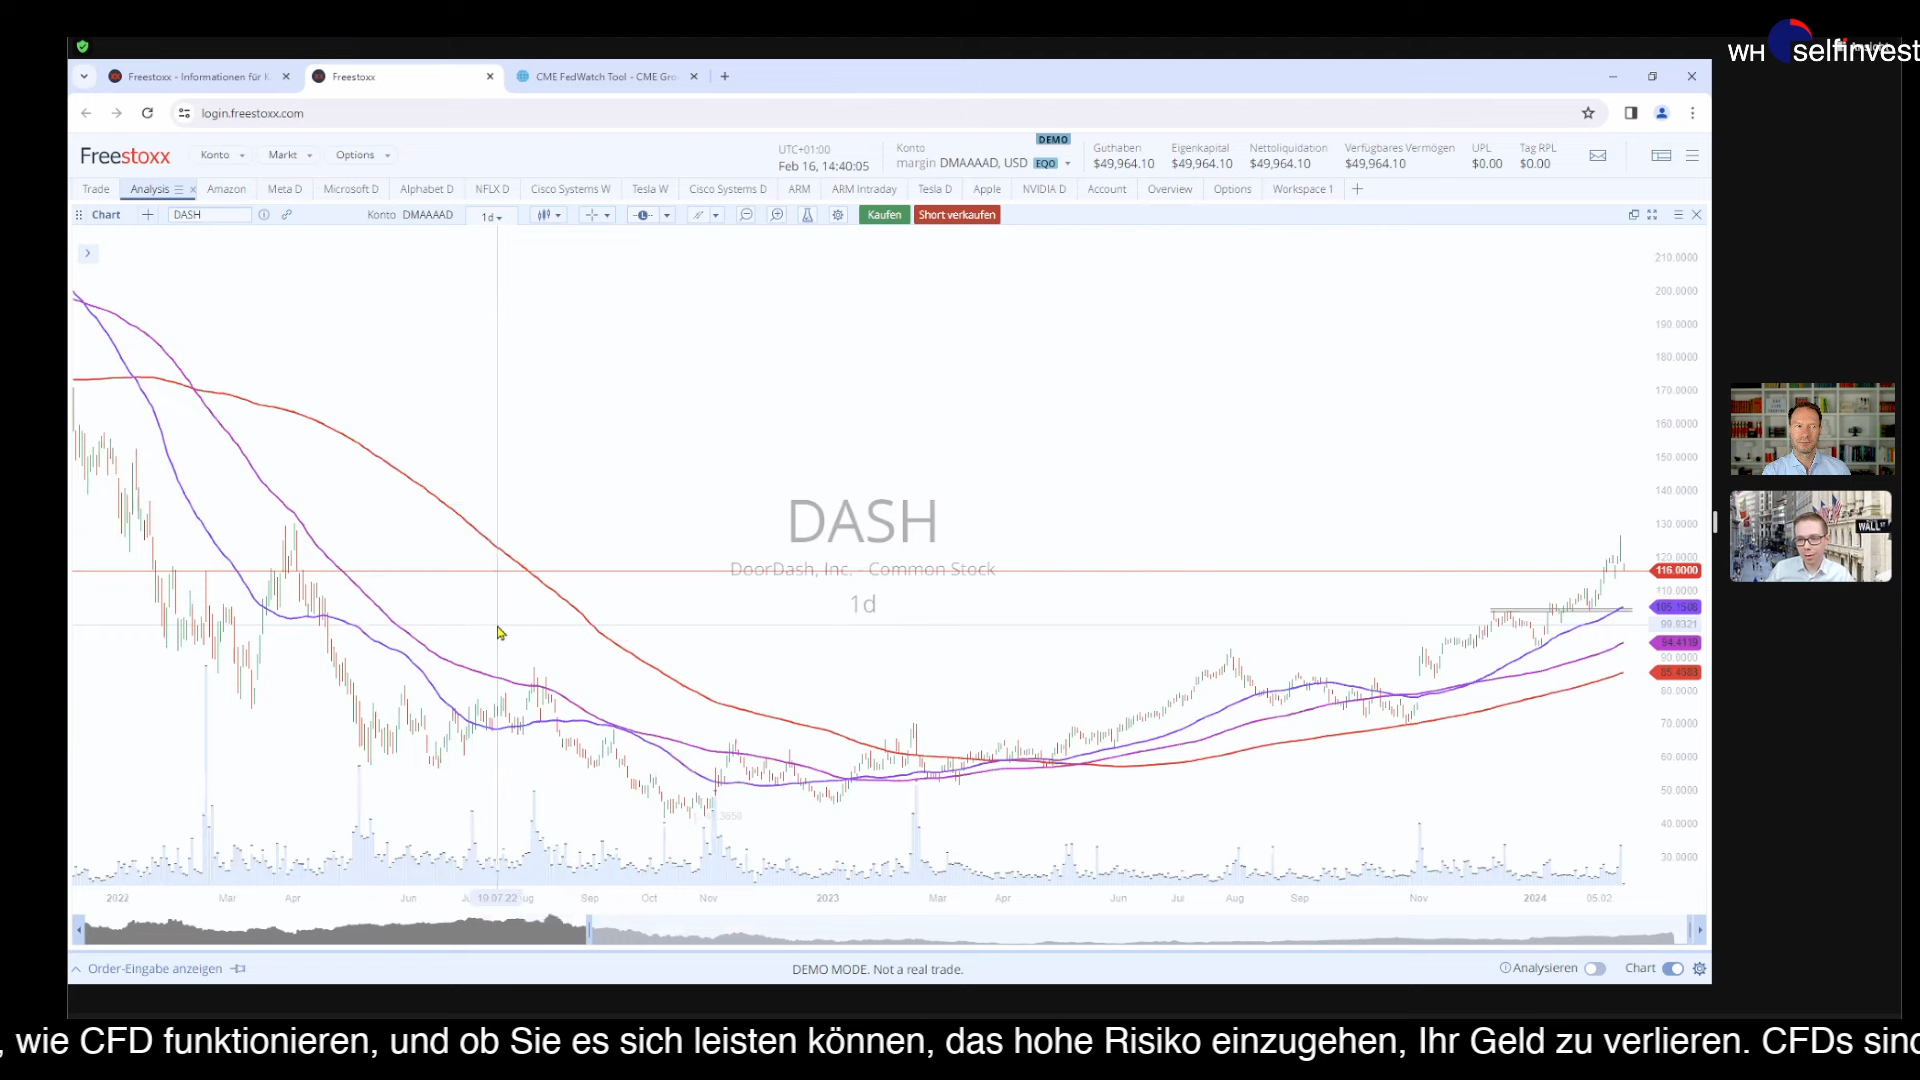 WH selfinvest
Freestoxx - Informationen für K
Freestoxx
CME FedWatch Tool - CME Gro
login.freestoxx.com
Freestoxx
Konto
Markt
Options
UTC+01:00
Feb 16, 14:40:05
Konto
margin DMAAAAD, USD
DEMO
EQO
Guthaben
$49,964.10
Eigenkapital
$49,964.10
Nettoliquidation
$49,964.10
Verfügbares Vermögen
$49,964.10
UPL
$0.00
Tag RPL
$0.00
Trade Analysis Amazon Meta D Microsoft D Alphabet D NFLX D Cisco Systems W Tesla W Cisco Systems D ARM ARM Intraday Tesla D Apple NVIDIA D Account Overview Options Workspace 1
Chart DASH Konto DMAAAAD 1d Kaufen Short verkaufen
210.0000
200.0000
190.0000
180.0000
170.0000
160.0000
150.0000
140.0000
130.0000
120.0000
116.0000
110.0000
105.1508
99.9321
94.4119
90.0000
80.0000
70.0000
60.0000
50.0000
40.0000
30.0000
DASH
DoorDash, Inc. - Common Stock
1d
WALL ST
2022 Mar Apr Jun 19.07.22 Sep Oct Nov 2023 Mar Apr Jun Jul Aug Sep Nov 2024 05.02.
Order-Eingabe anzeigen
DEMO MODE. Not a real trade.
Analysieren
Chart
, wie CFD funktionieren, und ob Sie es sich leisten können, das hohe Risiko einzugehen, Ihr Geld zu verlieren. CFDs sind